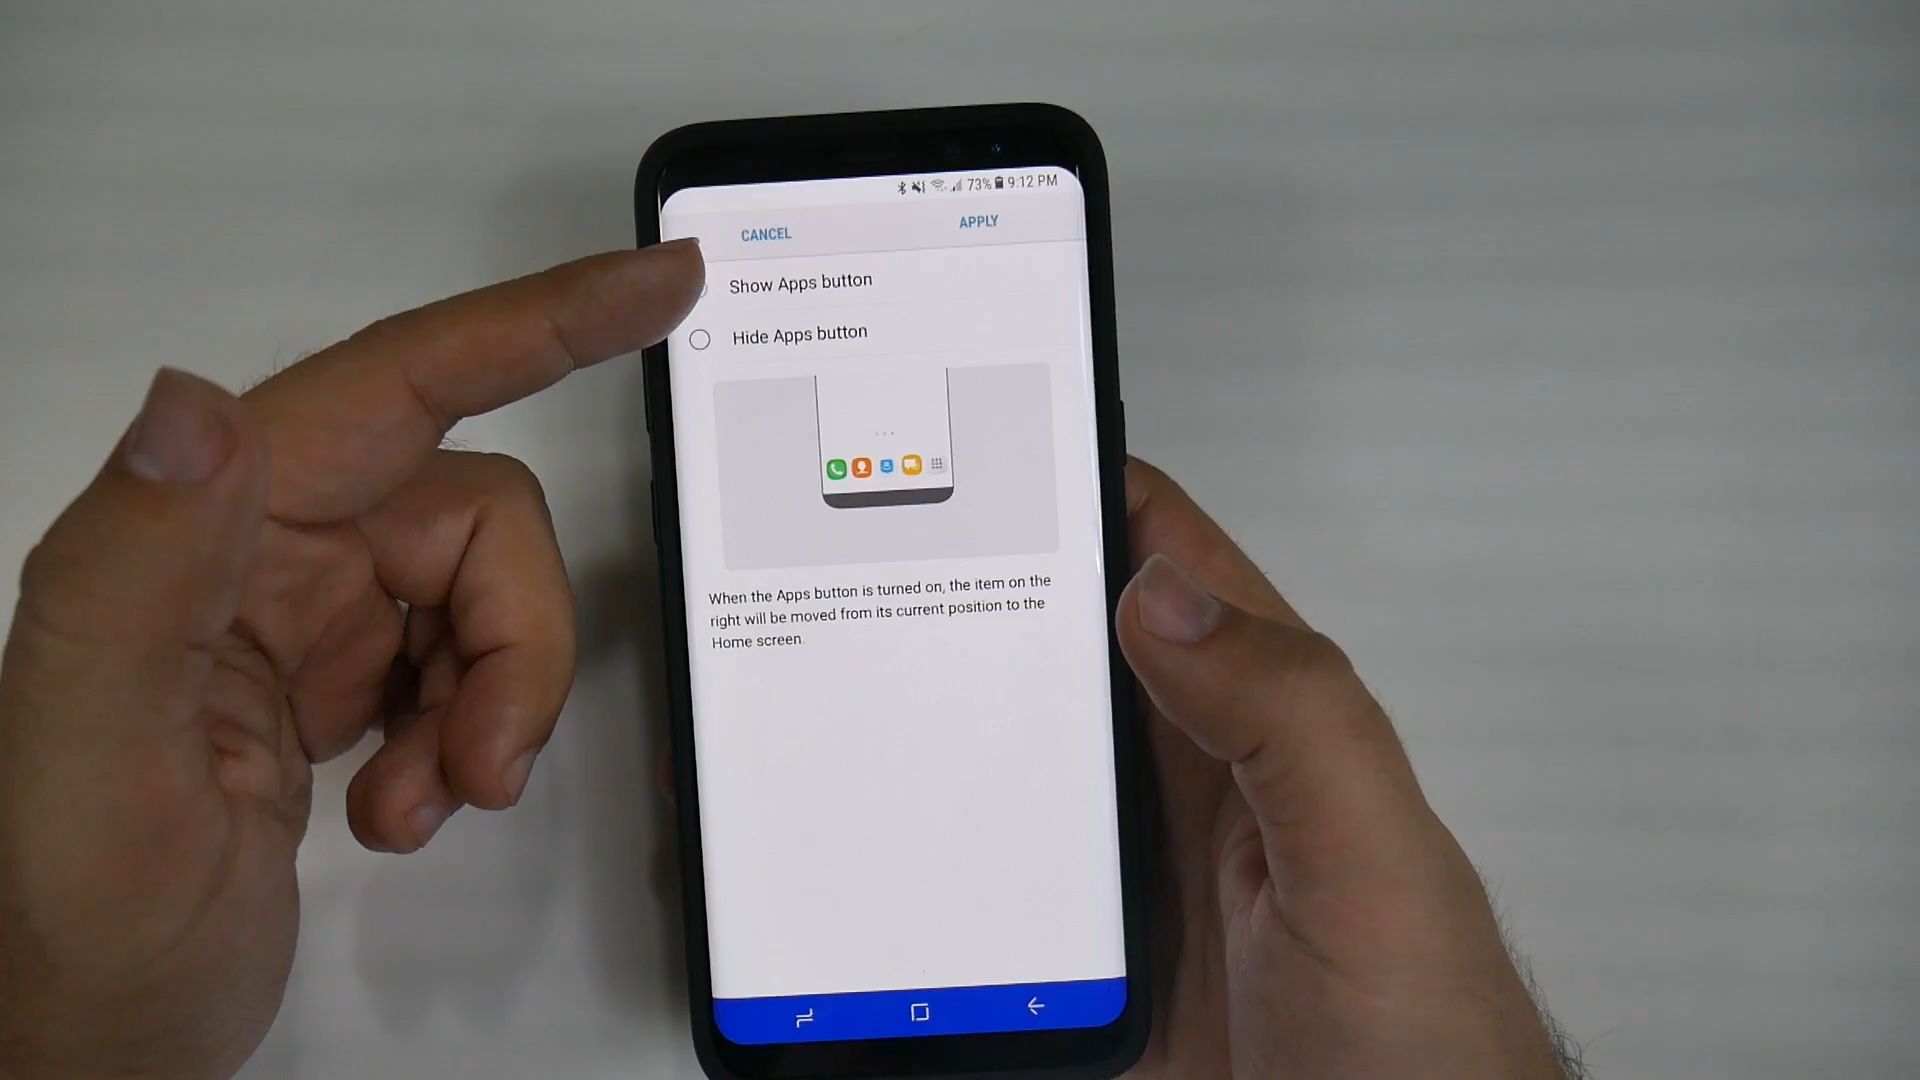 73% 9:12 PM
CANCEL APPLY
Show Apps button
Hide Apps button
When the Apps button is turned on, the item on the
right will be moved from its current position to the
Home screen.